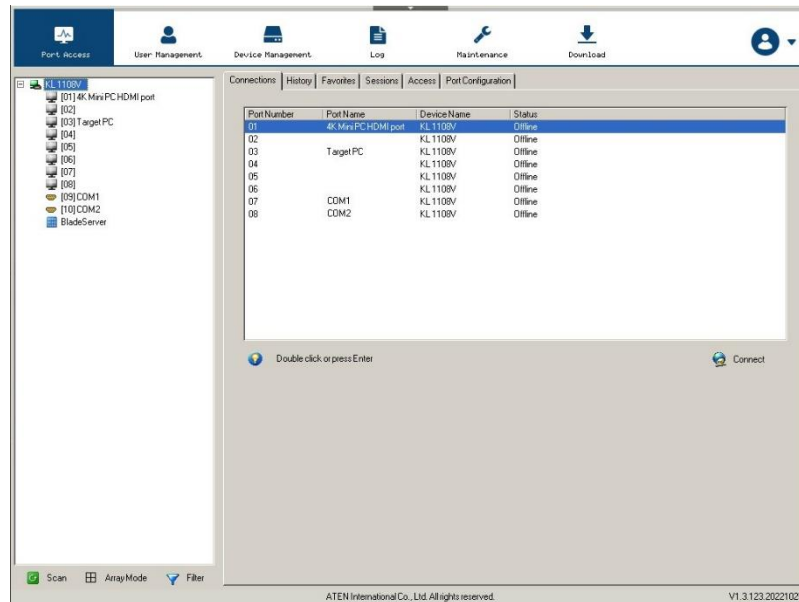 Port Access User Management Device Management Log Maintenance Download
KL1108V
[01] 4K Mini PC HDMI port
[02]
[03] Target PC
[04]
[05]
[06]
[07]
[08]
[09] COM1
[10] COM2
BladeServer
Scan Array Mode Filter
Connections History Favorites Sessions Access Port Configuration
Port Number Port Name Device Name Status
01 4K Mini PC HDMI port KL1108V Offline
02 KL1108V Offline
03 Target PC KL1108V Offline
04 KL1108V Offline
05 KL1108V Offline
06 KL1108V Offline
07 COM1 KL1108V Offline
08 COM2 KL1108V Offline
Double click or press Enter
Connect
ATEN International Co., Ltd. All rights reserved.
V1.3.123.2022102